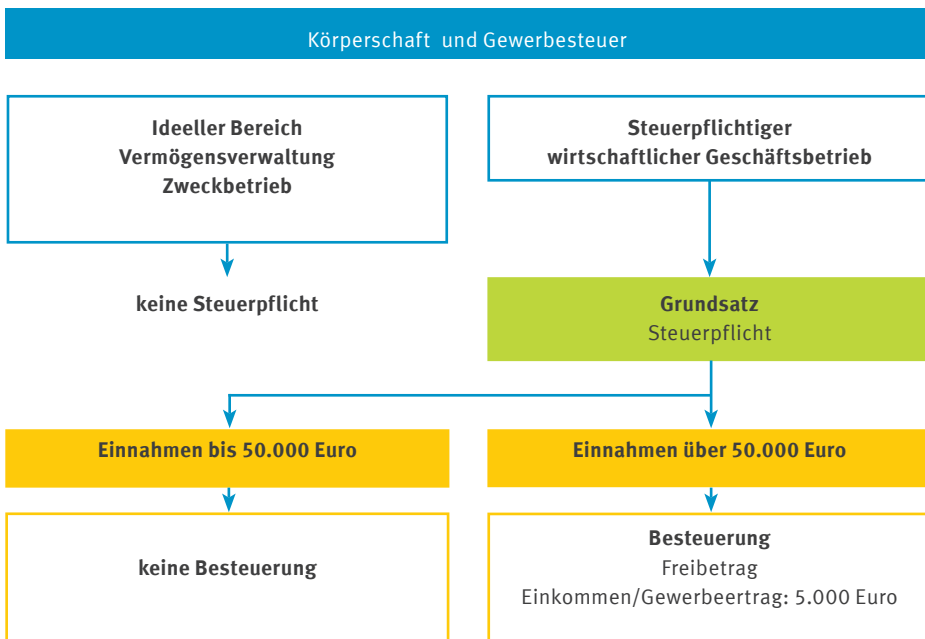 Körperschaft und Gewerbesteuer
Ideeller Bereich
Vermögensverwaltung
Zweckbetrieb
Steuerpflichtiger
wirtschaftlicher Geschäftsbetrieb
keine Steuerpflicht
Grundsatz
Steuerpflicht
Einnahmen bis 50.000 Euro
Einnahmen über 50.000 Euro
keine Besteuerung
Besteuerung
Freibetrag
Einkommen/Gewerbeertrag: 5.000 Euro